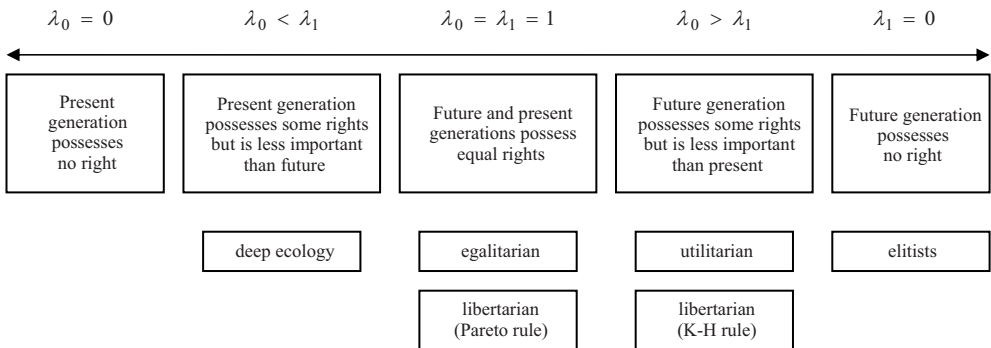 λ₀ = 0
λ₀ < λ₁
λ₀ = λ₁ = 1
λ₀ > λ₁
λ₁ = 0
Present
generation
possesses
no right
Present generation
possesses some rights
but is less important
than future
Future and present
generations possess
equal rights
Future generation
possesses some rights
but is less important
than present
Future generation
possesses
no right
deep ecology
egalitarian
utilitarian
elitists
libertarian
(Pareto rule)
libertarian
(K-H rule)